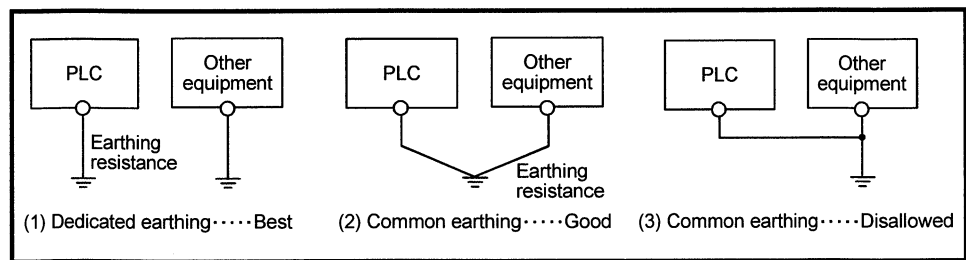 PLC
Other
equipment
Earthing
resistance
(1) Dedicated earthing·····Best
PLC
Other
equipment
Earthing
resistance
(2) Common earthing·····Good
PLC
Other
equipment
(3) Common earthing·····Disallowed